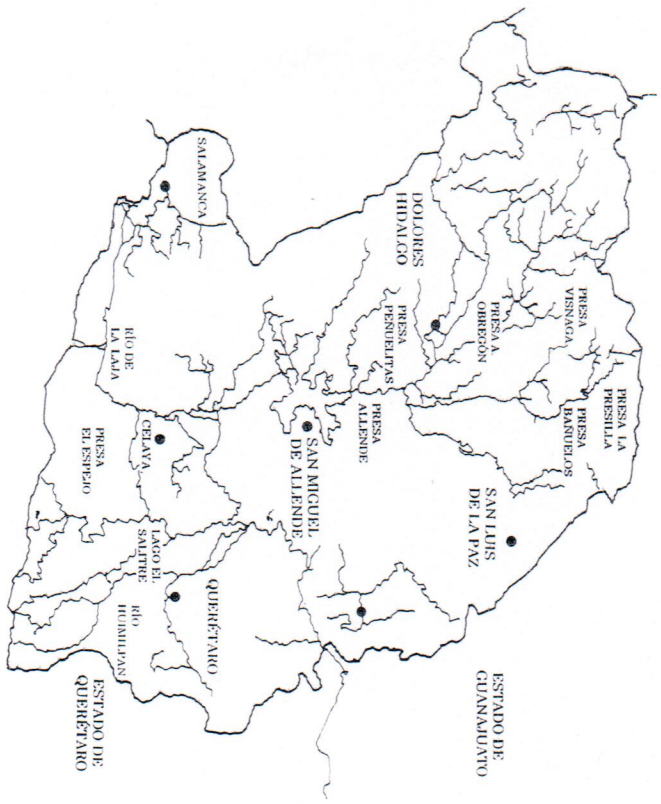 PRESA LA
PRESILLA
PRESA
VISNAGA
PRESA
BAÑUELOS
PRESA A.
OBREGÓN
SAN LUIS
DE LA PAZ
ESTADO DE
GUANAJUATO
DOLORES
HIDALGO
PRESA
PEÑUELITAS
PRESA
ALLENDE
SAN MIGUEL
DE ALLENDE
QUERÉTARO
SALAMANCA
CELAYA
LAGO EL
SALITRE
RÍO
HUIMILPAN
RÍO DE
LA LAJA
PRESA
EL ESPEJO
ESTADO DE
QUERÉTARO